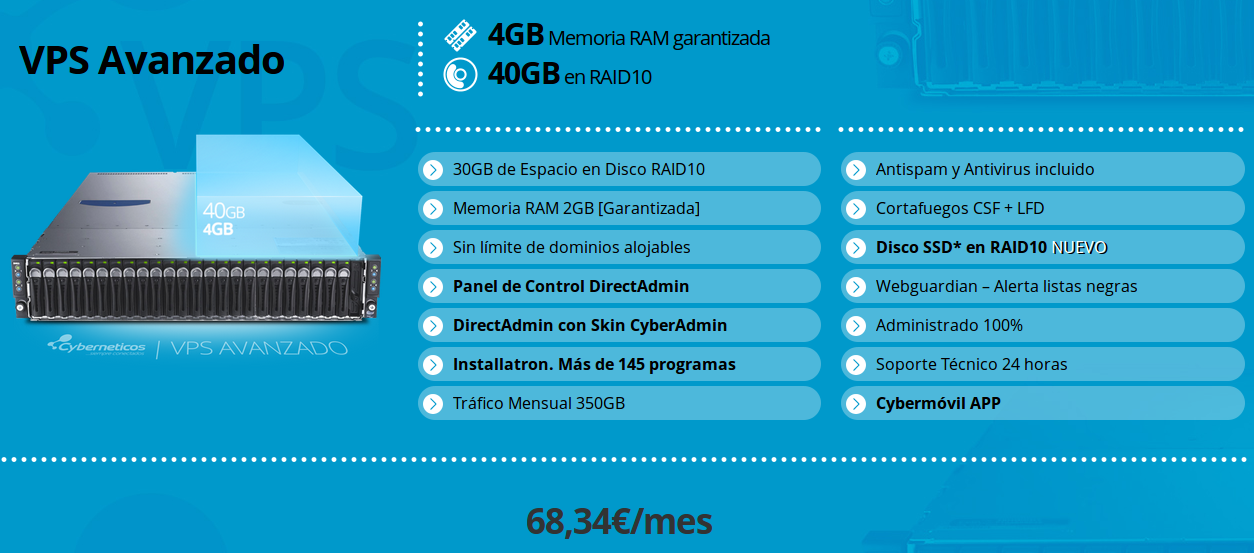 VPS
VPS Avanzado
4GB Memoria RAM garantizada
40GB en RAID10
40GB
4GB
Cyberneticos
VPS AVANZADO
30GB de Espacio en Disco RAID10
Memoria RAM 2GB [Garantizada]
Sin límite de dominios alojables
Panel de Control DirectAdmin
DirectAdmin con Skin CyberAdmin
Installatron. Más de 145 programas
Tráfico Mensual 350GB
Antispam y Antivirus incluido
Cortafuegos CSF + LFD
Disco SSD* en RAID10 NUEVO
Webguardian – Alerta listas negras
Administrado 100%
Soporte Técnico 24 horas
Cybermóvil APP
68,34€/mes